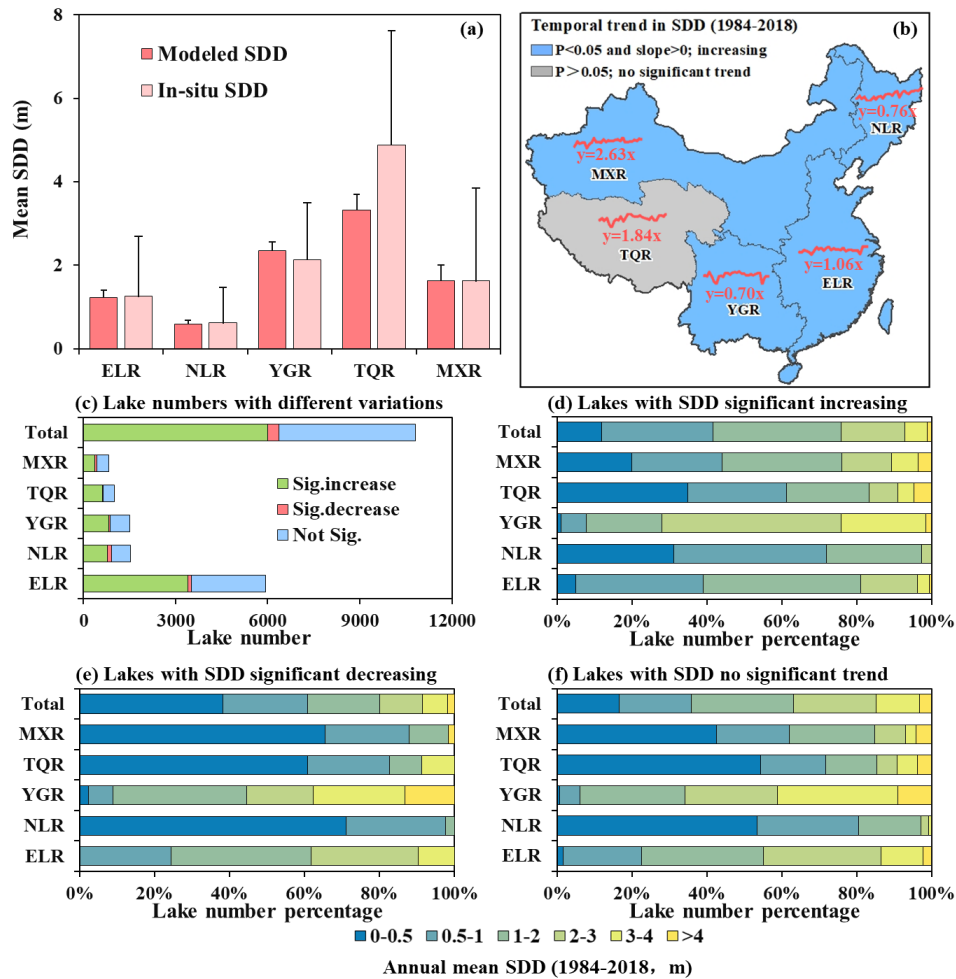 (a)
Modeled SDD
In-situ SDD
Mean SDD (m)
8
6
4
2
0
ELR NLR YGR TQR MXR
Temporal trend in SDD (1984-2018) (b)
P<0.05 and slope>0; increasing
P>0.05; no significant trend
y=0.76x
NLR
y=2.63x
MXR
y=1.84x
TQR
y=1.06x
ELR
y=0.70x
YGR
(c) Lake numbers with different variations
Total
MXR
TQR
YGR
NLR
ELR
Sig.increase
Sig.decrease
Not Sig.
0 3000 6000 9000 12000
Lake number
(d) Lakes with SDD significant increasing
Total
MXR
TQR
YGR
NLR
ELR
0% 20% 40% 60% 80% 100%
Lake number percentage
(e) Lakes with SDD significant decreasing
Total
MXR
TQR
YGR
NLR
ELR
0% 20% 40% 60% 80% 100%
Lake number percentage
(f) Lakes with SDD no significant trend
Total
MXR
TQR
YGR
NLR
ELR
0% 20% 40% 60% 80% 100%
Lake number percentage
0-0.5 0.5-1 1-2 2-3 3-4 >4
Annual mean SDD (1984-2018，m)